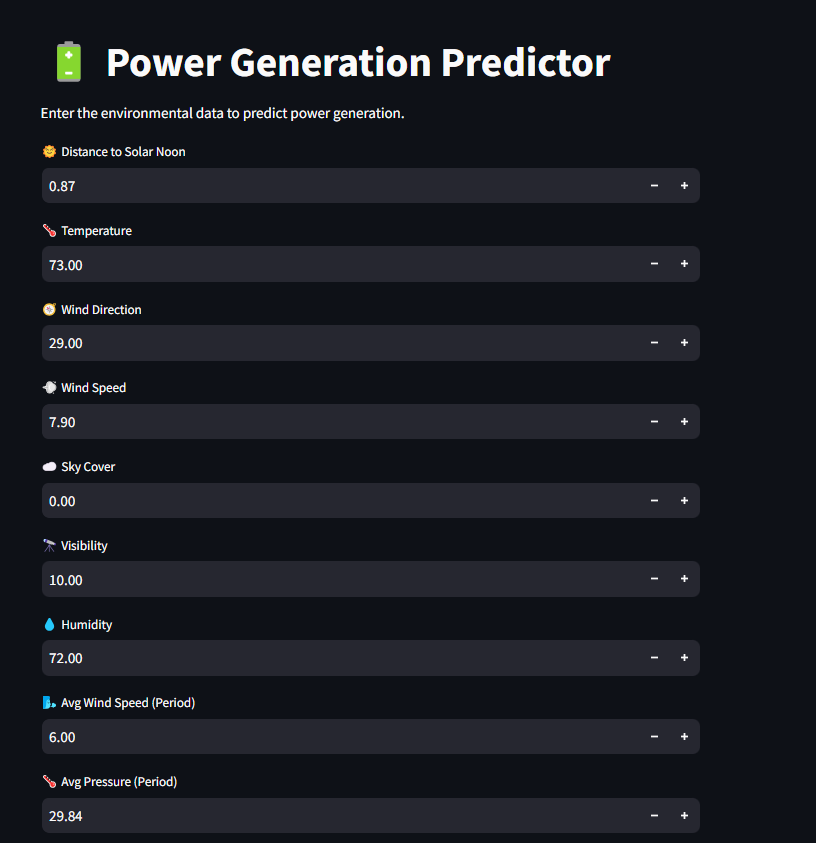 Power Generation Predictor
Enter the environmental data to predict power generation.
Distance to Solar Noon
0.87
Temperature
73.00
Wind Direction
29.00
Wind Speed
7.90
Sky Cover
0.00
Visibility
10.00
Humidity
72.00
Avg Wind Speed (Period)
6.00
Avg Pressure (Period)
29.84